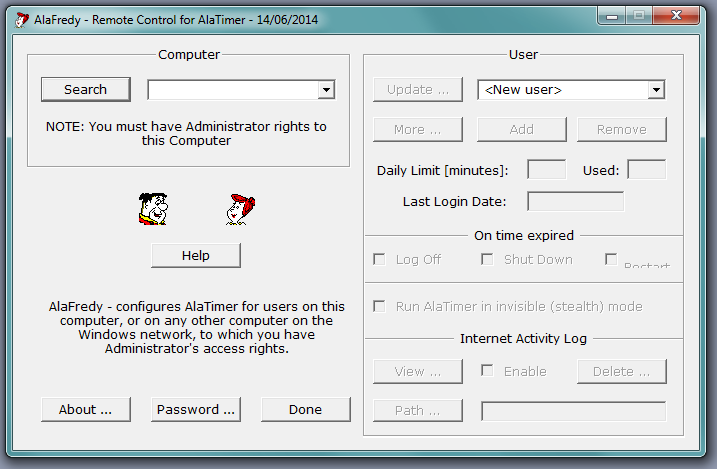 AlaFredy - Remote Control for AlaTimer - 14/06/2014
Computer
Search
NOTE: You must have Administrator rights to
this Computer
Help
AlaFredy - configures AlaTimer for users on this
computer, or on any other computer on the
Windows network, to which you have
Administrator's access rights.
About ...
Password ...
Done
User
Update ...
<New user>
More ...
Add
Remove
Daily Limit [minutes]:
Used:
Last Login Date:
On time expired
Log Off
Shut Down
Restart
Run AlaTimer in invisible (stealth) mode
Internet Activity Log
View ...
Enable
Delete ...
Path ...